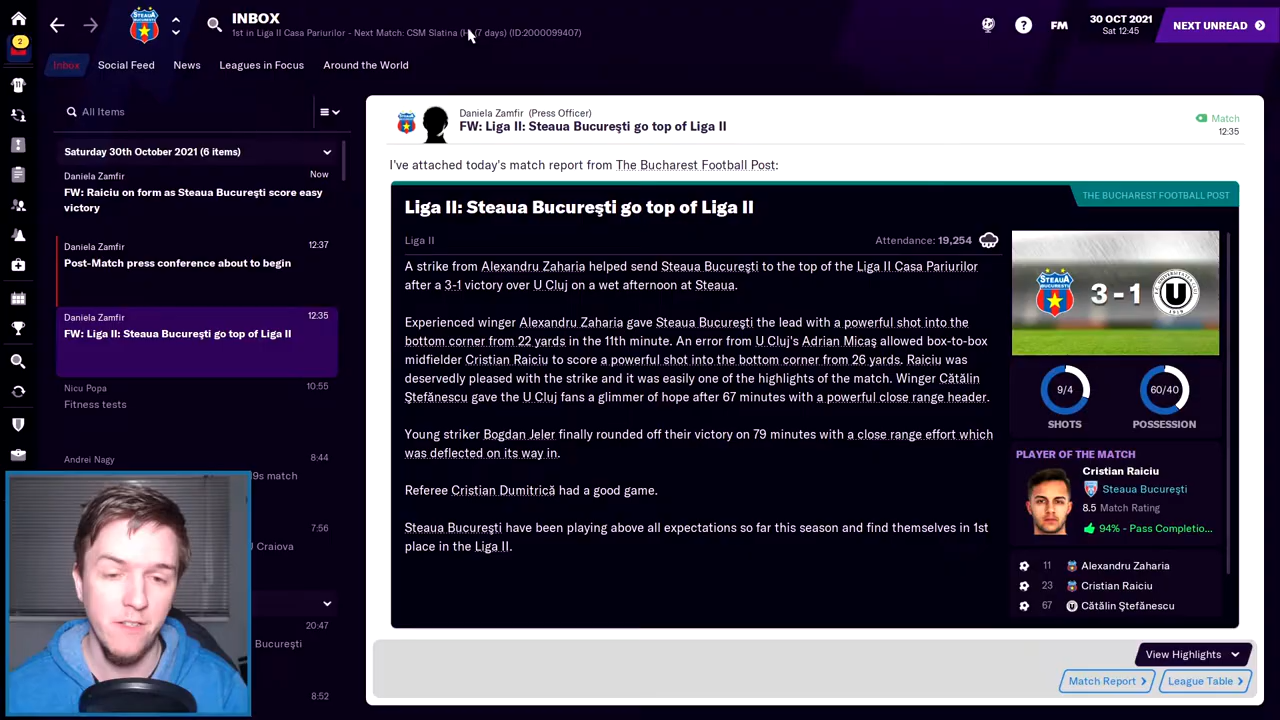 INBOX
1st in Liga II Casa Pariurilor - Next Match: CSM Slatina (H) (7 days) (ID:2000099407)
FM
30 OCT 2021
Sat 12:45
NEXT UNREAD
2
Inbox
Social Feed
News
Leagues in Focus
Around the World
All Items
Saturday 30th October 2021 (6 items)
Daniela Zamfir
Now
FW: Raiciu on form as Steaua București score easy
victory
Daniela Zamfir
12:37
Post-Match press conference about to begin
Daniela Zamfir
12:35
FW: Liga II: Steaua București go top of Liga II
Nicu Popa
10:55
Fitness tests
Andrei Nagy
8:44
9s match
7:56
Craiova
20:47
București
8:52
Daniela Zamfir (Press Officer)
FW: Liga II: Steaua București go top of Liga II
Match
12:35
I've attached today's match report from The Bucharest Football Post:
THE BUCHAREST FOOTBALL POST
Liga II: Steaua București go top of Liga II
Liga II
Attendance: 19,254
A strike from Alexandru Zaharia helped send Steaua București to the top of the Liga II Casa Pariurilor
after a 3-1 victory over U Cluj on a wet afternoon at Steaua.
Experienced winger Alexandru Zaharia gave Steaua București the lead with a powerful shot into the
bottom corner from 22 yards in the 11th minute. An error from U Cluj's Adrian Micaș allowed box-to-box
midfielder Cristian Raiciu to score a powerful shot into the bottom corner from 26 yards. Raiciu was
deservedly pleased with the strike and it was easily one of the highlights of the match. Winger Cătălin
Ștefănescu gave the U Cluj fans a glimmer of hope after 67 minutes with a powerful close range header.
Young striker Bogdan Jeler finally rounded off their victory on 79 minutes with a close range effort which
was deflected on its way in.
Referee Cristian Dumitrică had a good game.
Steaua București have been playing above all expectations so far this season and find themselves in 1st
place in the Liga II.
3 - 1
9/4
SHOTS
60/40
POSSESSION
PLAYER OF THE MATCH
Cristian Raiciu
Steaua București
8.5 Match Rating
94% - Pass Completio...
11 Alexandru Zaharia
23 Cristian Raiciu
67 Cătălin Ștefănescu
View Highlights
Match Report
League Table